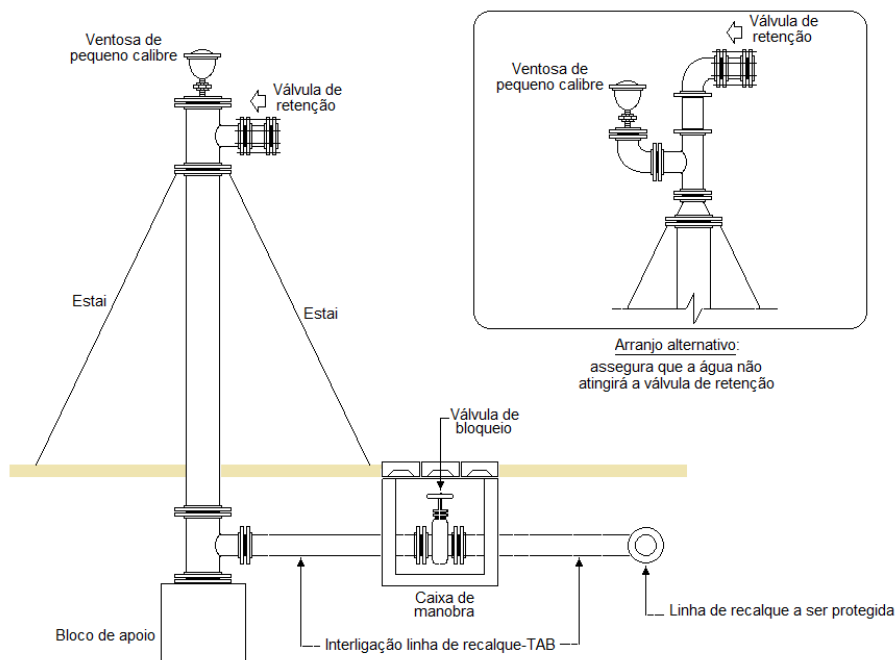 Ventosa de
pequeno calibre
Válvula de
retenção
Estai
Estai
Ventosa de
pequeno calibre
Válvula de
retenção
Arranjo alternativo:
assegura que a água não
atingirá a válvula de retenção
Válvula de
bloqueio
Caixa de
manobra
Bloco de apoio
Interligação linha de recalque-TAB
Linha de recalque a ser protegida